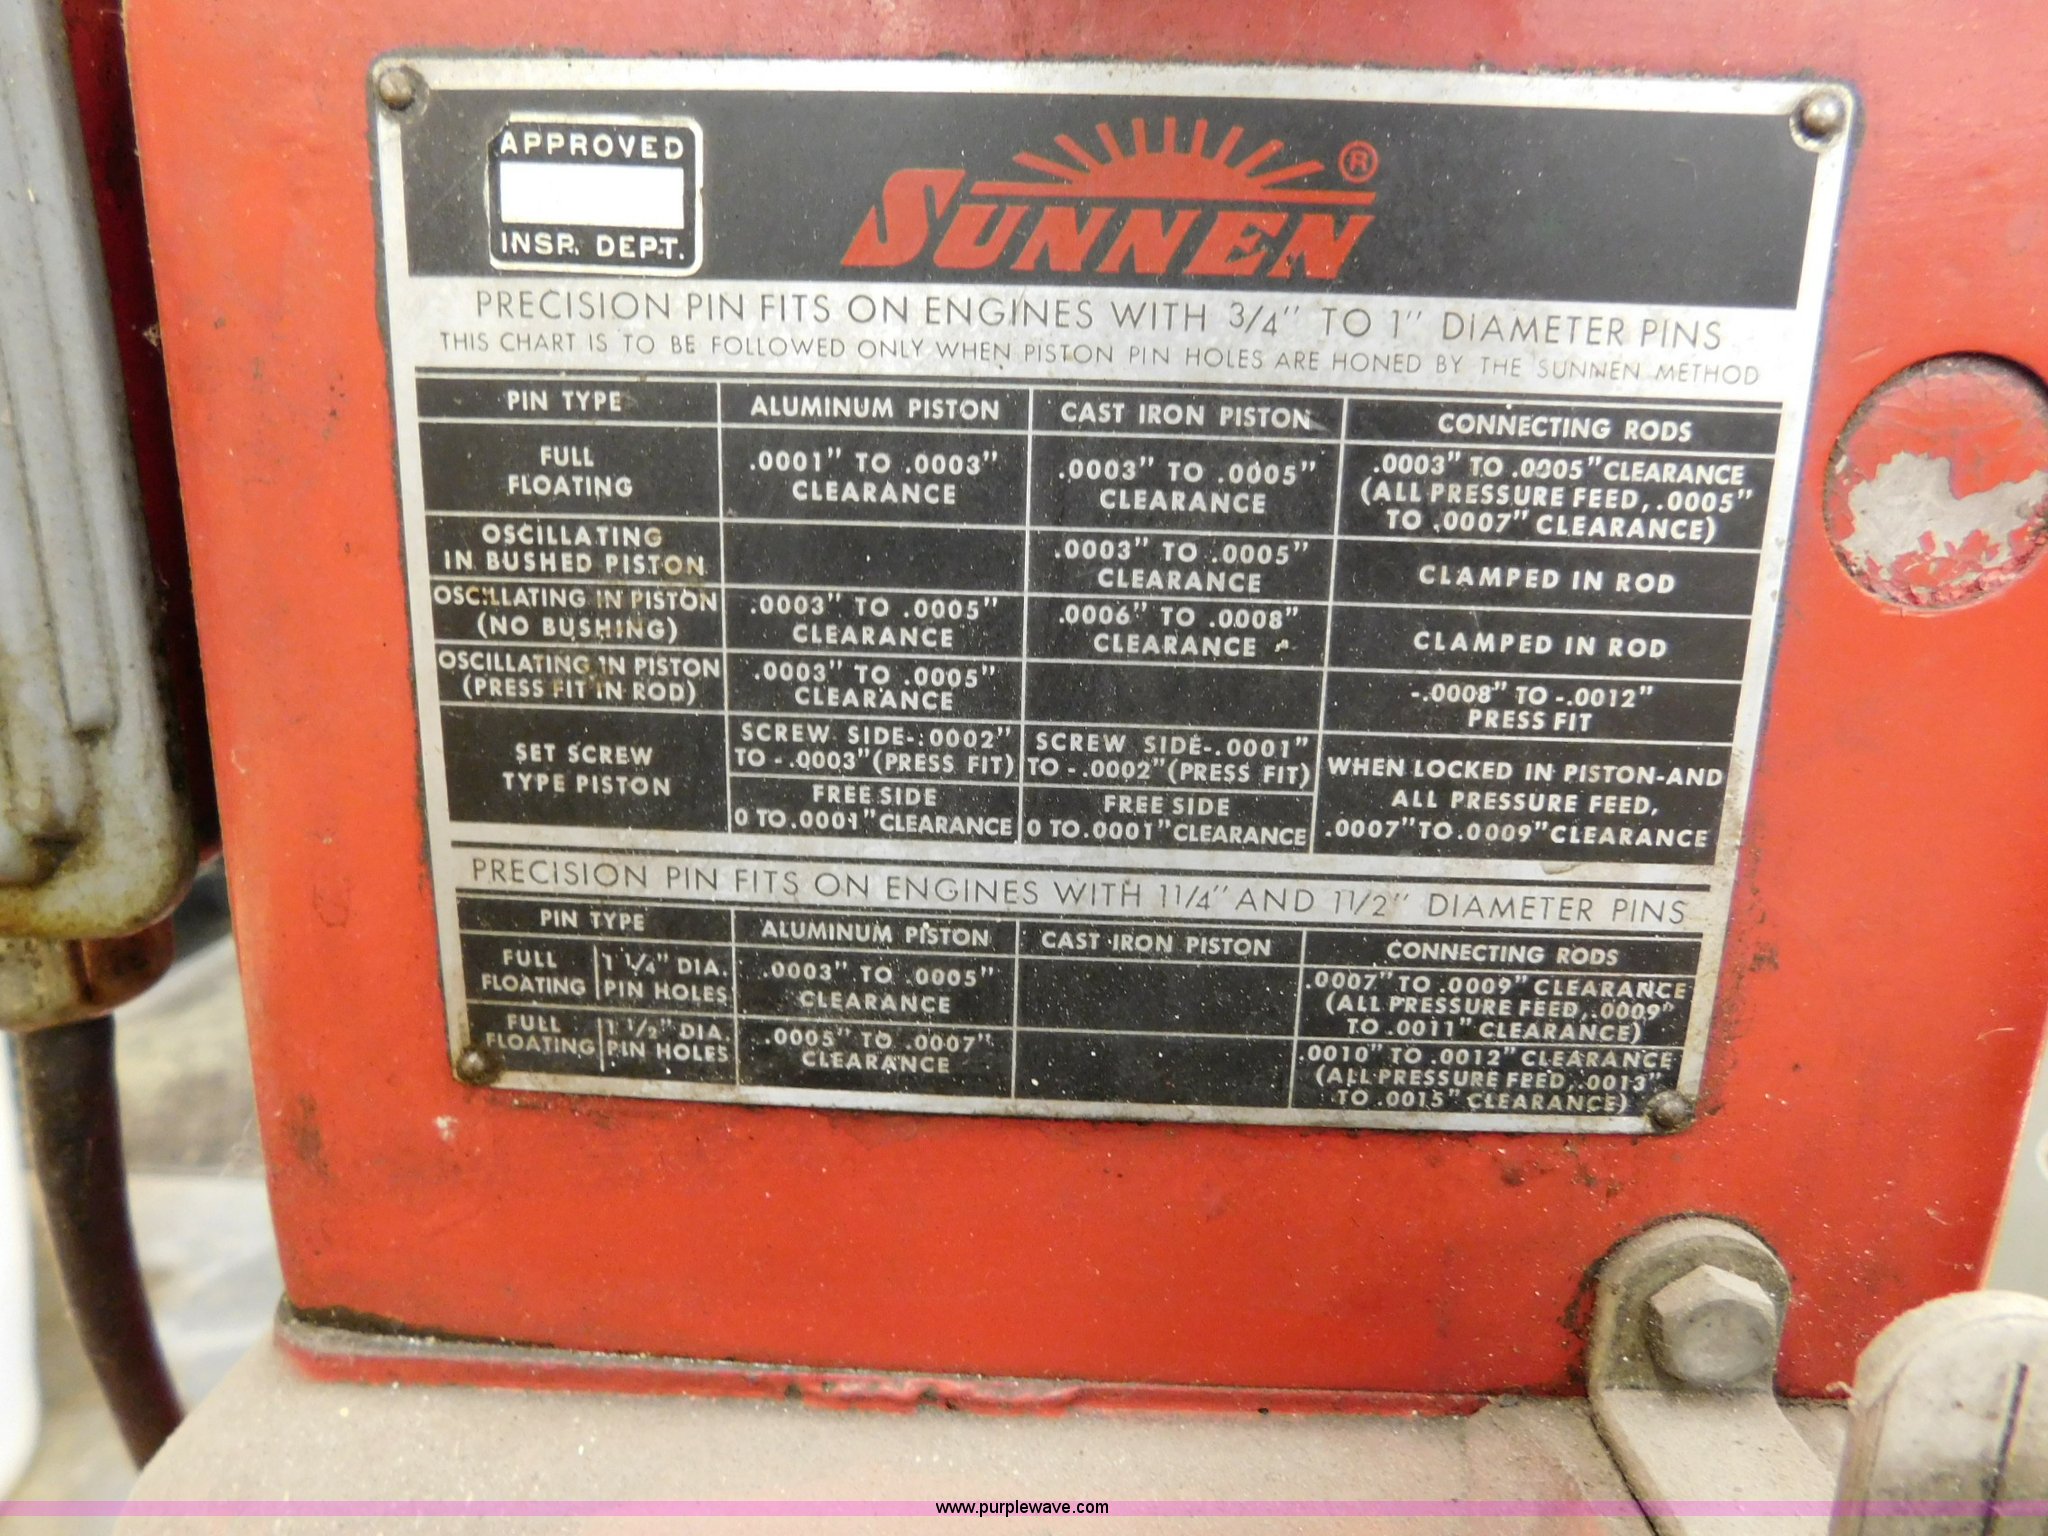 APPROVED
INSP. DEPT.
SUNNEN®
PRECISION PIN FITS ON ENGINES WITH 3/4" TO 1" DIAMETER PINS
THIS CHART IS TO BE FOLLOWED ONLY WHEN PISTON PIN HOLES ARE HONED BY THE SUNNEN METHOD
PIN TYPE
ALUMINUM PISTON
CAST IRON PISTON
CONNECTING RODS
FULL
FLOATING
.0001" TO .0003"
CLEARANCE
.0003" TO .0005"
CLEARANCE
.0003" TO .0005" CLEARANCE
(ALL PRESSURE FEED, .0005"
TO .0007" CLEARANCE)
OSCILLATING
IN BUSHED PISTON
.0003" TO .0005"
CLEARANCE
CLAMPED IN ROD
OSCILLATING IN PISTON
(NO BUSHING)
.0003" TO .0005"
CLEARANCE
.0006" TO .0008"
CLEARANCE
CLAMPED IN ROD
OSCILLATING IN PISTON
(PRESS FIT IN ROD)
.0003" TO .0005"
CLEARANCE
-.0008" TO -.0012"
PRESS FIT
SET SCREW
TYPE PISTON
SCREW SIDE-.0002"
TO -.0003" (PRESS FIT)
FREE SIDE
0 TO .0001" CLEARANCE
SCREW SIDE-.0001"
TO -.0002" (PRESS FIT)
FREE SIDE
0 TO .0001" CLEARANCE
WHEN LOCKED IN PISTON-AND
ALL PRESSURE FEED,
.0007" TO .0009" CLEARANCE
PRECISION PIN FITS ON ENGINES WITH 1 1/4" AND 1 1/2" DIAMETER PINS
PIN TYPE
ALUMINUM PISTON
CAST IRON PISTON
CONNECTING RODS
FULL
FLOATING
1 1/4" DIA.
PIN HOLES
.0003" TO .0005"
CLEARANCE
.0007" TO .0009" CLEARANCE
(ALL PRESSURE FEED, .0009"
TO .0011" CLEARANCE)
FULL
FLOATING
1 1/2" DIA.
PIN HOLES
.0005" TO .0007"
CLEARANCE
.0010" TO .0012" CLEARANCE
(ALL PRESSURE FEED, .0013"
TO .0015" CLEARANCE)
www.purplewave.com